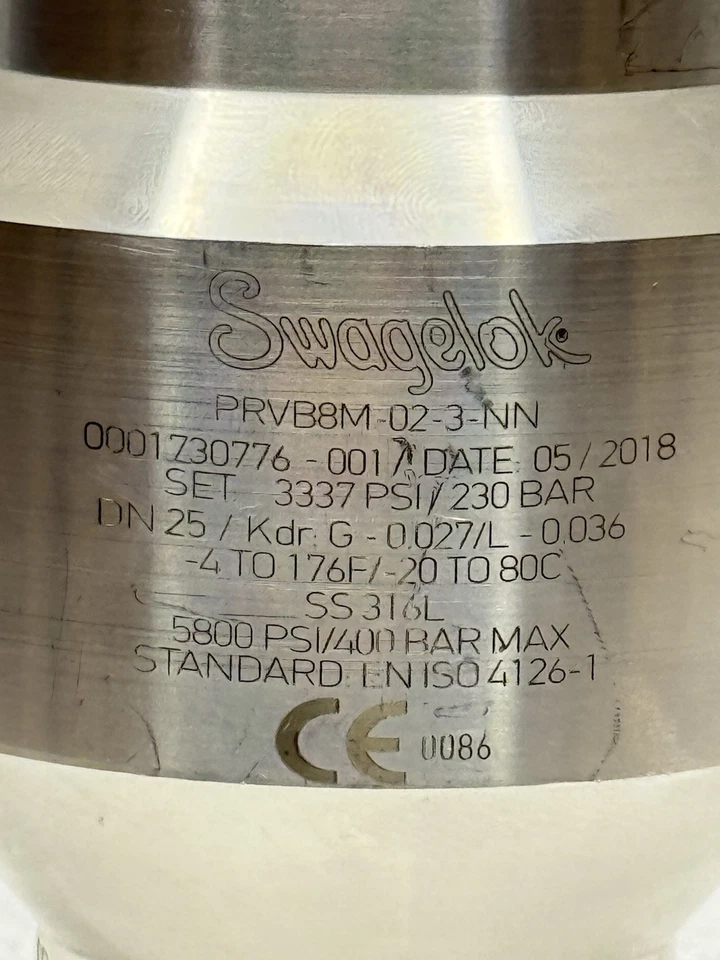 Swagelok
PRVB8M-02-3-NN
0001730776-001 / DATE: 05/2018
SET 3337 PSI / 230 BAR
DN 25 / Kdr: G - 0.027/L - 0.036
-4 TO 176F/-20 TO 80C
SS 316L
5800 PSI/400 BAR MAX
STANDARD: EN ISO 4126-1
CE 0086